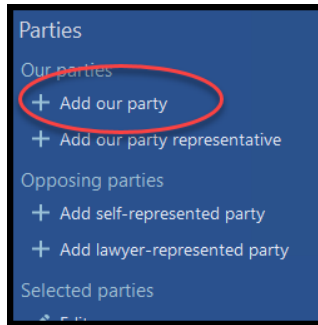 Parties
Our parties
+ Add our party
+ Add our party representative
Opposing parties
+ Add self-represented party
+ Add lawyer-represented party
Selected parties